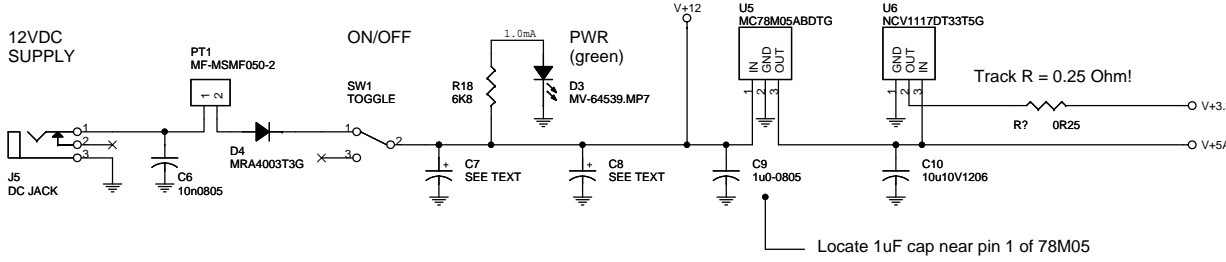 12VDC
SUPPLY
PT1
MF-MSMF050-2
1
2
J5
DC JACK
1
2
3
C6
10n0805
D4
MRA4003T3G
ON/OFF
SW1
TOGGLE
1
2
3
R18
6K8
1.0mA
PWR
(green)
D3
MV-64539.MP7
C7
SEE TEXT
C8
SEE TEXT
V+12
U5
MC78M05ABDTG
IN
GND
OUT
1
2
3
C9
1u0-0805
U6
NCV1117DT33T5G
GND
OUT
IN
1
2
3
C10
10u10V1206
Track R = 0.25 Ohm!
R?
0R25
V+3.
V+5A
Locate 1uF cap near pin 1 of 78M05